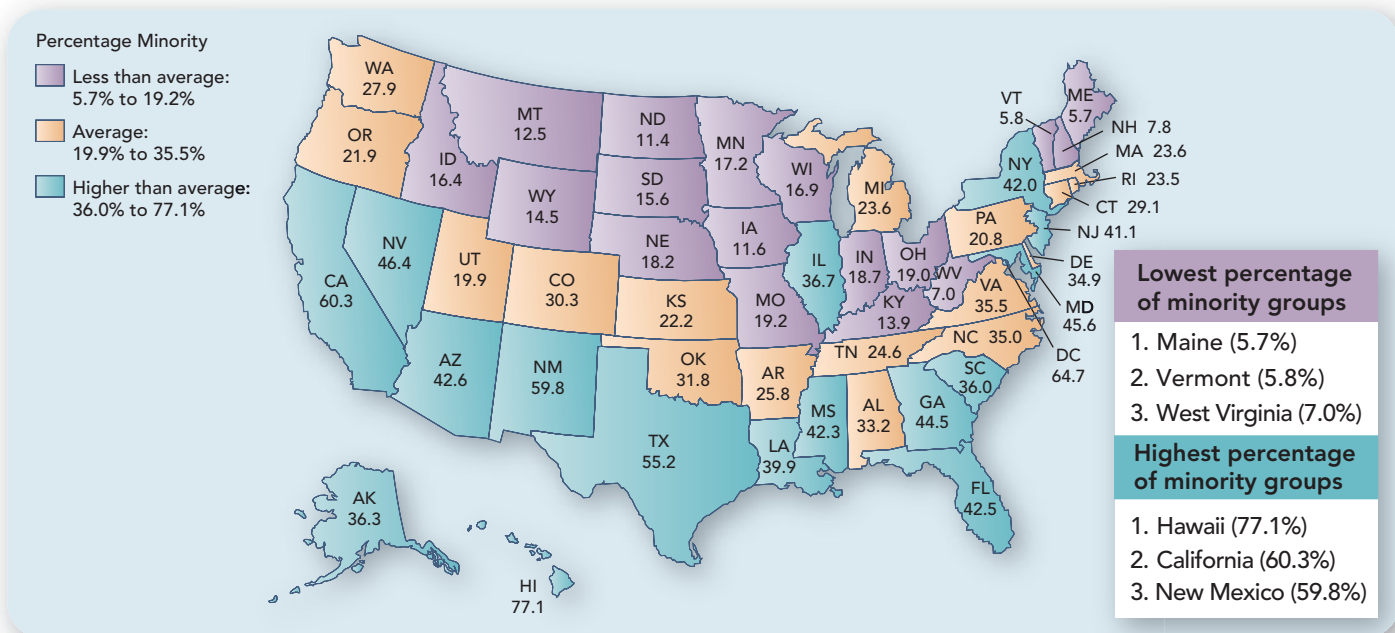 Percentage Minority
Less than average:
5.7% to 19.2%
Average:
19.9% to 35.5%
Higher than average:
36.0% to 77.1%
WA
27.9
OR
21.9
CA
60.3
NV
46.4
ID
16.4
MT
12.5
WY
14.5
UT
19.9
AZ
42.6
CO
30.3
NM
59.8
ND
11.4
SD
15.6
NE
18.2
KS
22.2
OK
31.8
TX
55.2
MN
17.2
IA
11.6
MO
19.2
AR
25.8
LA
39.9
WI
16.9
IL
36.7
MS
42.3
MI
23.6
IN
18.7
OH
19.0
KY
13.9
TN 24.6
AL
33.2
GA
44.5
FL
42.5
SC
36.0
NC 35.0
VA
35.5
WV
7.0
PA
20.8
NY
42.0
VT
5.8
ME
5.7
NH 7.8
MA 23.6
RI 23.5
CT 29.1
NJ 41.1
DE
34.9
MD
45.6
DC
64.7
AK
36.3
HI
77.1
Lowest percentage
of minority groups
1. Maine (5.7%)
2. Vermont (5.8%)
3. West Virginia (7.0%)
Highest percentage
of minority groups
1. Hawaii (77.1%)
2. California (60.3%)
3. New Mexico (59.8%)